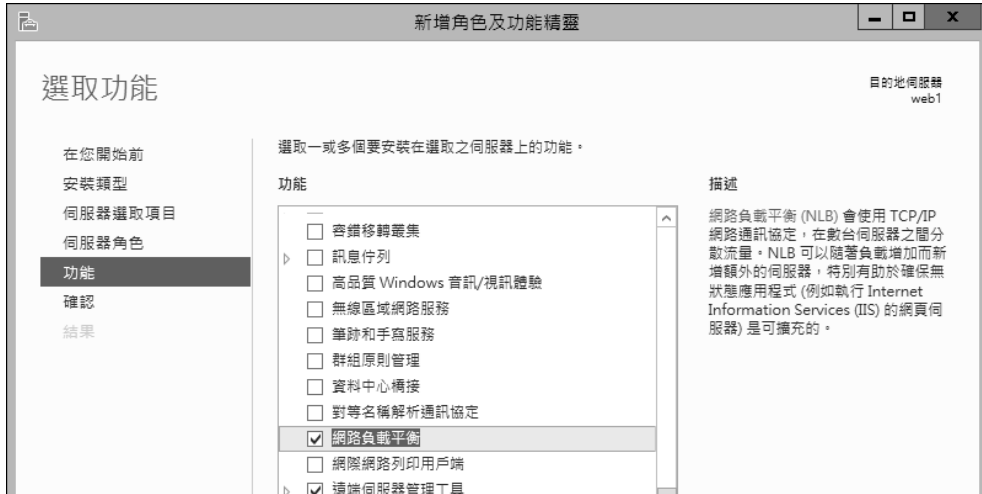 新增角色及功能精靈
選取功能
目的地伺服器
web1
在您開始前
安裝類型
伺服器選取項目
伺服器角色
功能
確認
結果
選取一或多個要安裝在選取之伺服器上的功能。
功能
容錯移轉叢集
訊息佇列
高品質 Windows 音訊/視訊體驗
無線區域網路服務
筆跡和手寫服務
群組原則管理
資料中心橋接
對等名稱解析通訊協定
網路負載平衡
網際網路列印用戶端
遠端伺服器管理工具
描述
網路負載平衡 (NLB) 會使用 TCP/IP
網路通訊協定，在數台伺服器之間分
散流量。NLB 可以隨著負載增加而新
增額外的伺服器，特別有助於確保無
狀態應用程式 (例如執行 Internet
Information Services (IIS) 的網頁伺
服器) 是可擴充的。